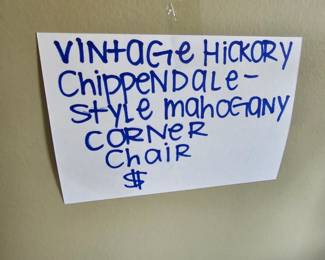 VINTAGE HICKORY
CHIPPENDALE-
STYLE MAHOGANY
CORNER
CHAIR
$